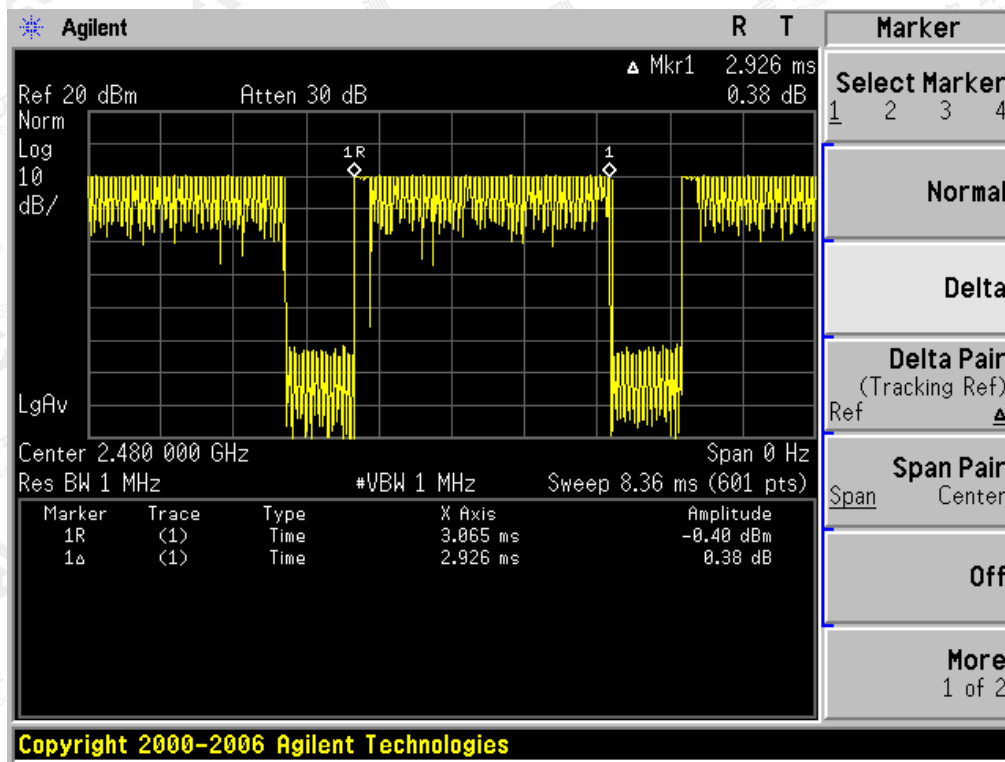 Agilent R T
Δ Mkr1 2.926 ms
Ref 20 dBm Atten 30 dB 0.38 dB
Norm
Log
10
dB/
1R 1
LgAv
Center 2.480 000 GHz Span 0 Hz
Res BW 1 MHz #VBW 1 MHz Sweep 8.36 ms (601 pts)
Marker Trace Type X Axis Amplitude
1R (1) Time 3.065 ms -0.40 dBm
1Δ (1) Time 2.926 ms 0.38 dB
Copyright 2000-2006 Agilent Technologies
Marker
Select Marker
1 2 3 4
Normal
Delta
Delta Pair
(Tracking Ref)
Ref Δ
Span Pair
Span Center
Off
More
1 of 2